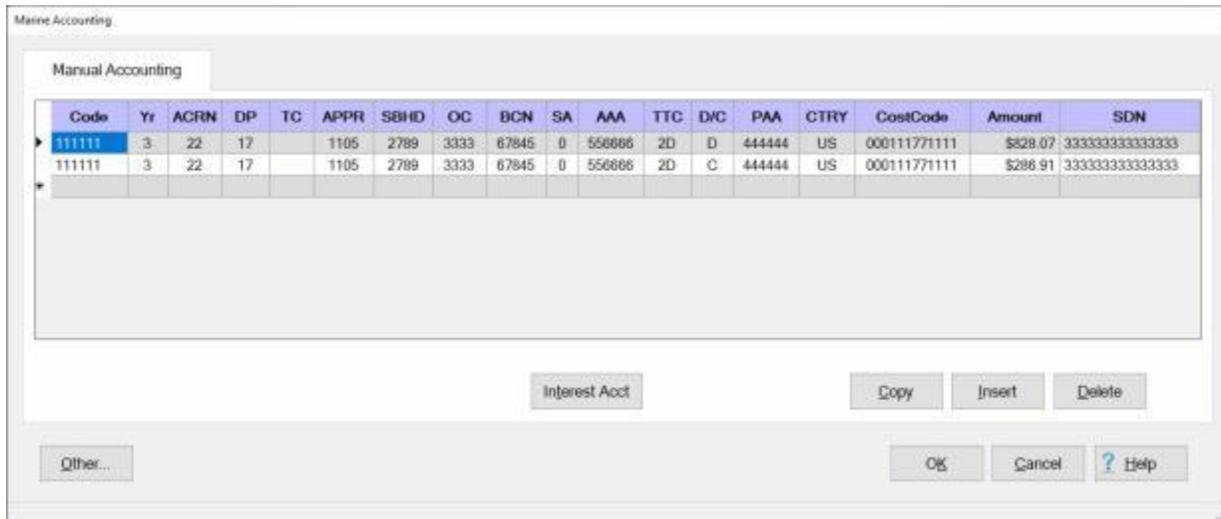 Marine Accounting
Manual Accounting
Code Yr ACRN DP TC APPR SBHD OC BCN SA AAA TTC D/C PAA CTRY CostCode Amount SDN
111111 3 22 17 1105 2789 3333 67845 0 556666 2D D 444444 US 000111771111 $828.07 333333333333333
111111 3 22 17 1105 2789 3333 67845 0 556666 2D C 444444 US 000111771111 $286.91 333333333333333
Interest Acct Copy Insert Delete
Other... OK Cancel ? Help